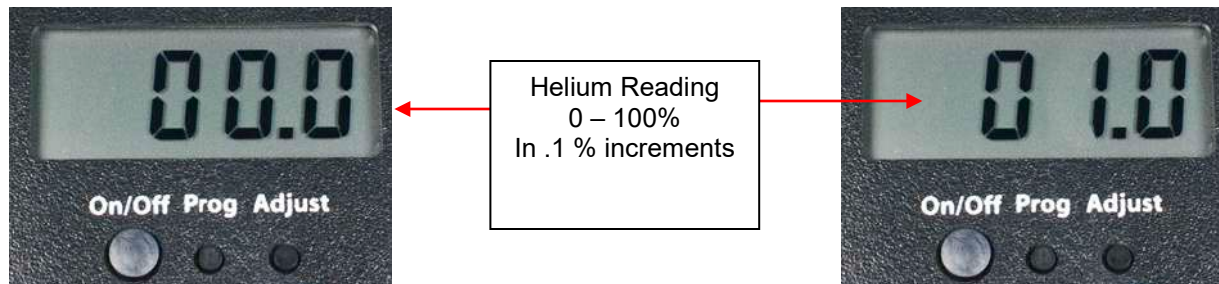 00.0
On/Off Prog Adjust
Helium Reading
0 – 100%
In .1 % increments
01.0
On/Off Prog Adjust